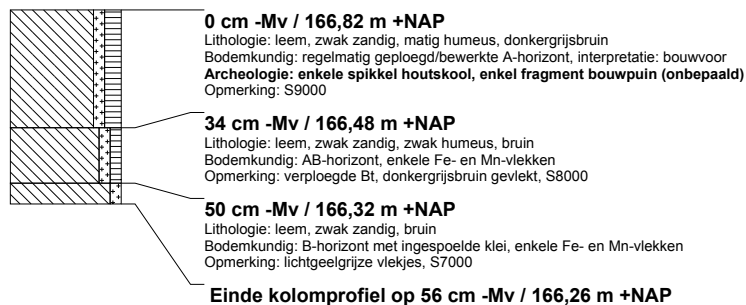 0 cm -Mv / 166,82 m +NAP
Lithologie: leem, zwak zandig, matig humeus, donkergrijsbruin
Bodemkundig: regelmatig geploegd/bewerkte A-horizont, interpretatie: bouwvoor
Archeologie: enkele spikkel houtskool, enkel fragment bouwpuin (onbepaald)
Opmerking: S9000
34 cm -Mv / 166,48 m +NAP
Lithologie: leem, zwak zandig, zwak humeus, bruin
Bodemkundig: AB-horizont, enkele Fe- en Mn-vlekken
Opmerking: verploegde Bt, donkergrijsbruin gevlekt, S8000
50 cm -Mv / 166,32 m +NAP
Lithologie: leem, zwak zandig, bruin
Bodemkundig: B-horizont met ingespoelde klei, enkele Fe- en Mn-vlekken
Opmerking: lichtgeelgrijze vlekjes, S7000
Einde kolomprofiel op 56 cm -Mv / 166,26 m +NAP